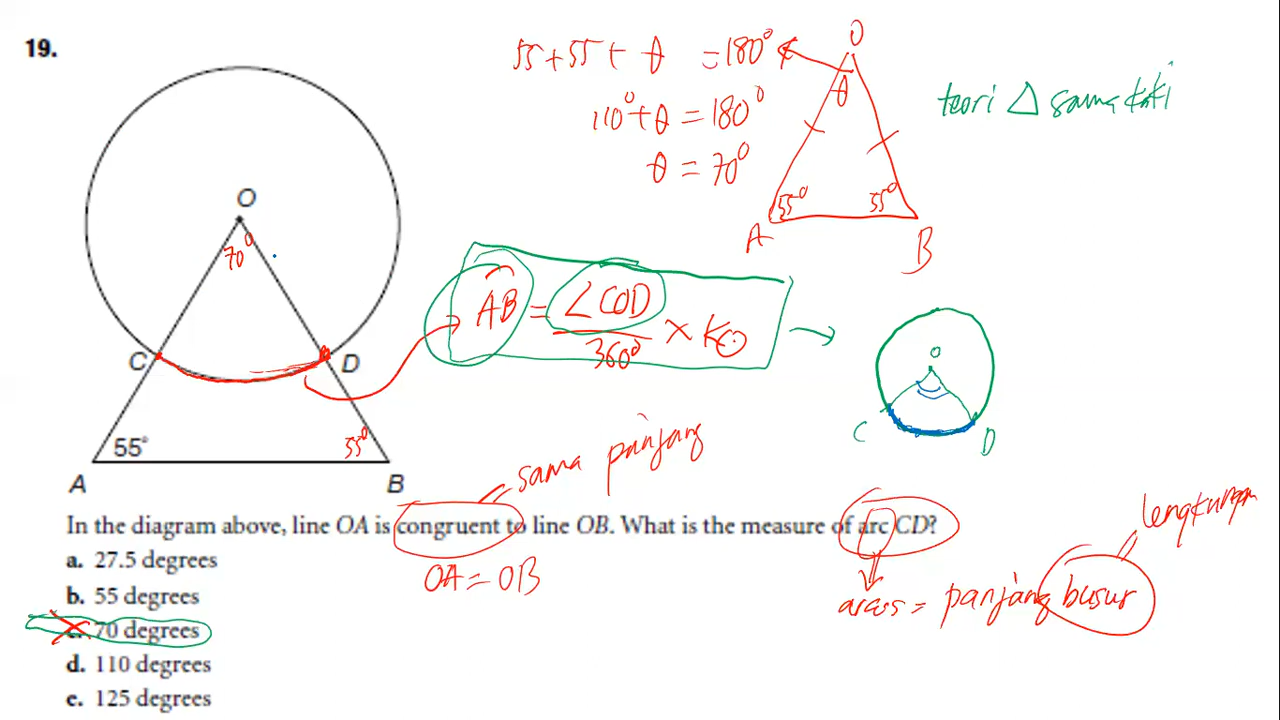 19.
55+55+ θ = 180°
110°+θ = 180°
θ = 70°
O
θ
55° 55°
A B
teori △ sama kaki
O
70°
C D
55° 55°
A B
AB = ∠COD / 360° × K⊙
O
C D
sama panjang
In the diagram above, line OA is congruent to line OB. What is the measure of arc CD?
OA = OB
lengkungan
arcus = panjang busur
a. 27.5 degrees
b. 55 degrees
c. 70 degrees
d. 110 degrees
e. 125 degrees